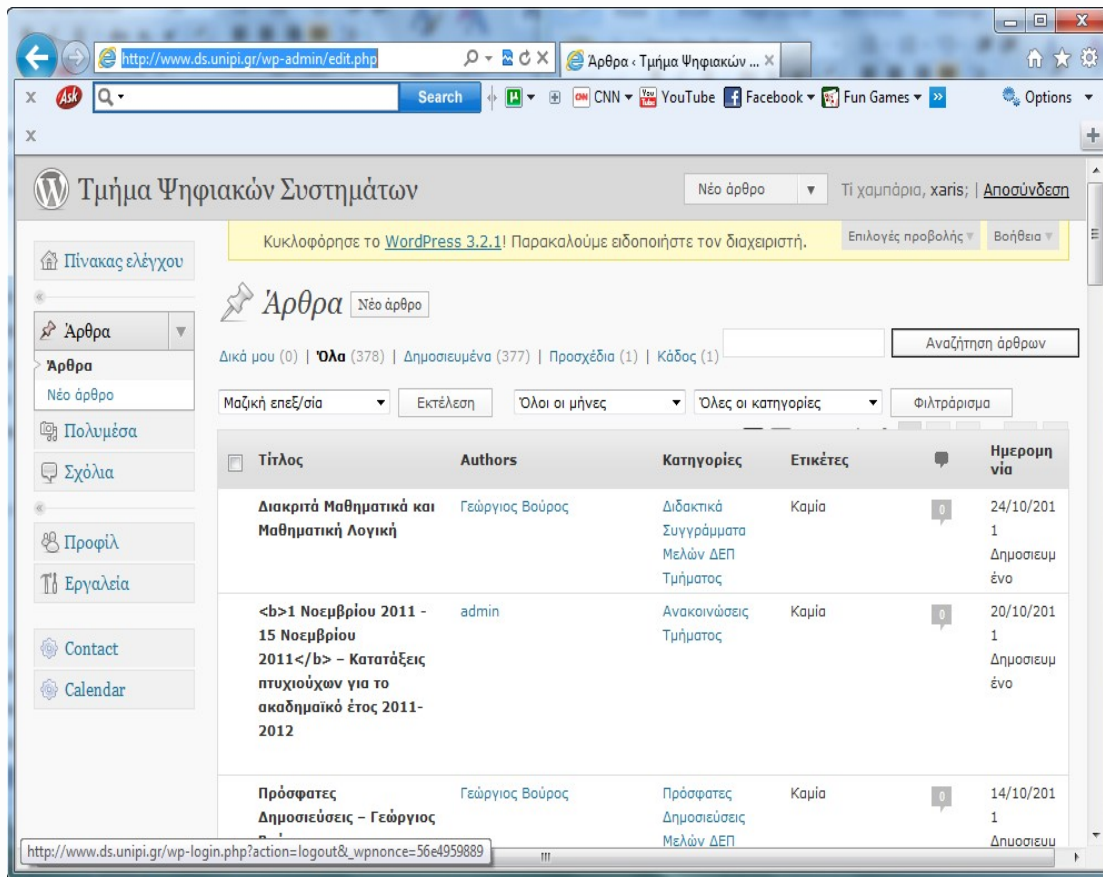 http://www.ds.unipi.gr/wp-admin/edit.php
Άρθρα ‹ Τμήμα Ψηφιακών ...
Ask
Search
CNN
YouTube
Facebook
Fun Games
Options
Τμήμα Ψηφιακών Συστημάτων
Νέο άρθρο
Τί χαμπάρια, xaris; | Αποσύνδεση
Κυκλοφόρησε το WordPress 3.2.1! Παρακαλούμε ειδοποιήστε τον διαχειριστή.
Επιλογές προβολής
Βοήθεια
Πίνακας ελέγχου
Άρθρα
Άρθρα
Νέο άρθρο
Πολυμέσα
Σχόλια
Προφίλ
Εργαλεία
Contact
Calendar
Άρθρα Νέο άρθρο
Δικά μου (0) | Όλα (378) | Δημοσιευμένα (377) | Προσχέδια (1) | Κάδος (1)
Αναζήτηση άρθρων
Μαζική επεξ/σία
Εκτέλεση
Όλοι οι μήνες
Όλες οι κατηγορίες
Φιλτράρισμα
Τίτλος
Authors
Κατηγορίες
Ετικέτες
Ημερομη
νία
Διακριτά Μαθηματικά και
Μαθηματική Λογική
Γεώργιος Βούρος
Διδακτικά
Συγγράμματα
Μελών ΔΕΠ
Τμήματος
Καμία
0
24/10/201
1
Δημοσιευμ
ένο
<b>1 Νοεμβρίου 2011 -
15 Νοεμβρίου
2011</b> – Κατατάξεις
πτυχιούχων για το
ακαδημαϊκό έτος 2011-
2012
admin
Ανακοινώσεις
Τμήματος
Καμία
0
20/10/201
1
Δημοσιευμ
ένο
Πρόσφατες
Δημοσιεύσεις – Γεώργιος
Γεώργιος Βούρος
Πρόσφατες
Δημοσιεύσεις
Μελών ΔΕΠ
Καμία
0
14/10/201
1
Δημοσιευμ
http://www.ds.unipi.gr/wp-login.php?action=logout&_wpnonce=56e4959889